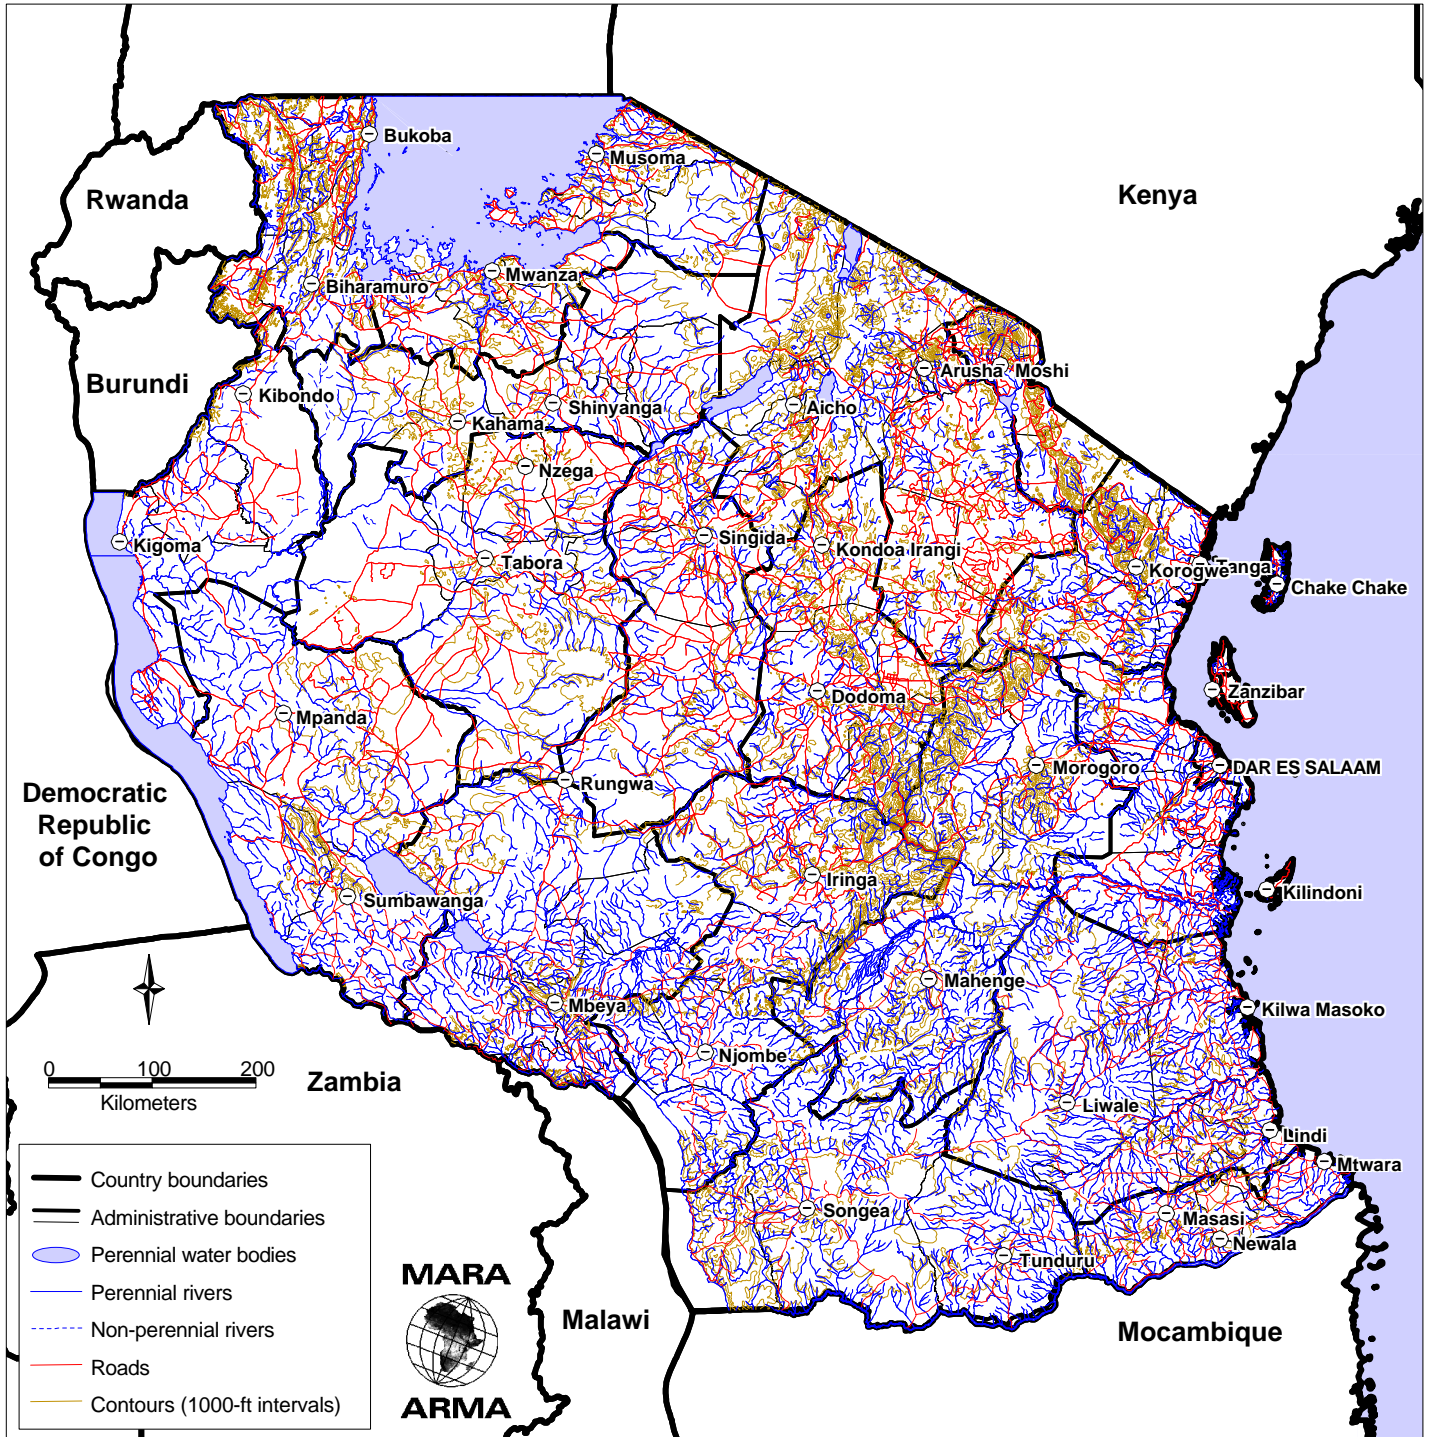 Bukoba
Musoma
Rwanda
Kenya
Mwanza
Biharamuro
Burundi
Arusha
Moshi
Kibondo
Shinyanga
Aicho
Kahama
Nzega
Kigoma
Tabora
Singida
Kondoa Irangi
Korogwe
Tanga
Chake Chake
Mpanda
Dodoma
Zanzibar
Rungwa
Morogoro
DAR ES SALAAM
Democratic
Republic
of Congo
Sumbawanga
Iringa
Kilindoni
Mahenge
Mbeya
Kilwa Masoko
Njombe
0 100 200
Kilometers
Zambia
Liwale
Lindi
Mtwara
Songea
Masasi
Newala
Tunduru
Malawi
Mocambique
Country boundaries
Administrative boundaries
Perennial water bodies
Perennial rivers
Non-perennial rivers
Roads
Contours (1000-ft intervals)
MARA
ARMA